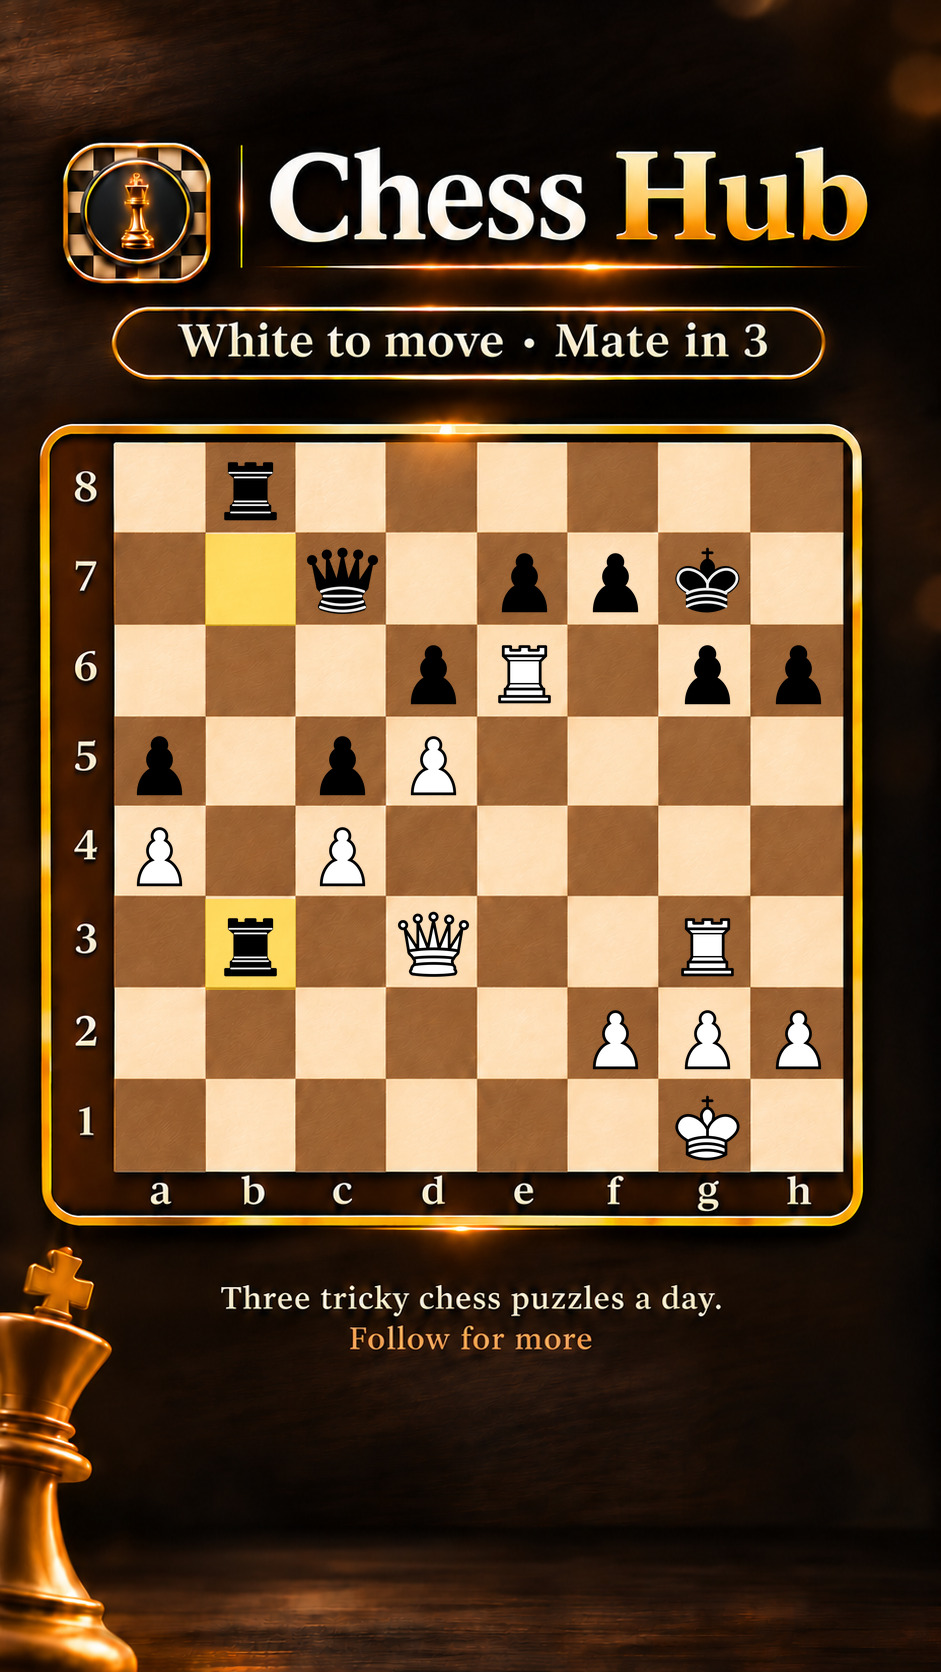 Chess Hub
White to move • Mate in 3
8
7
6
5
4
3
2
1
a b c d e f g h
Three tricky chess puzzles a day.
Follow for more